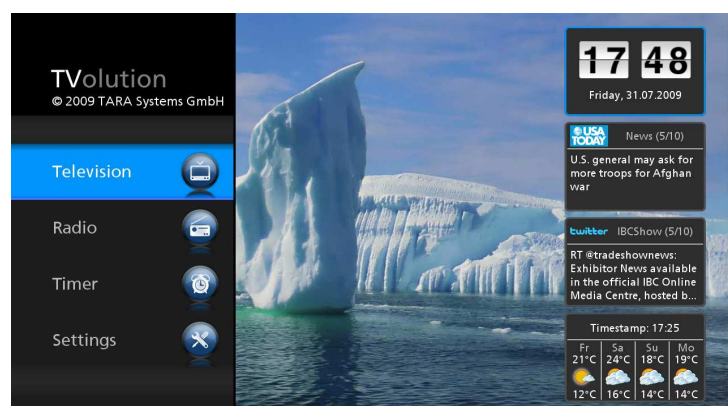 TVolution
© 2009 TARA Systems GmbH
Television
Radio
Timer
Settings
17 48
Friday, 31.07.2009
USA TODAY News (5/10)
U.S. general may ask for
more troops for Afghan
war
twitter IBCShow (5/10)
RT @tradeshownews:
Exhibitor News available
in the official IBC Online
Media Centre, hosted b...
Timestamp: 17:25
Fr Sa Su Mo
21°C 24°C 18°C 19°C
12°C 16°C 14°C 14°C